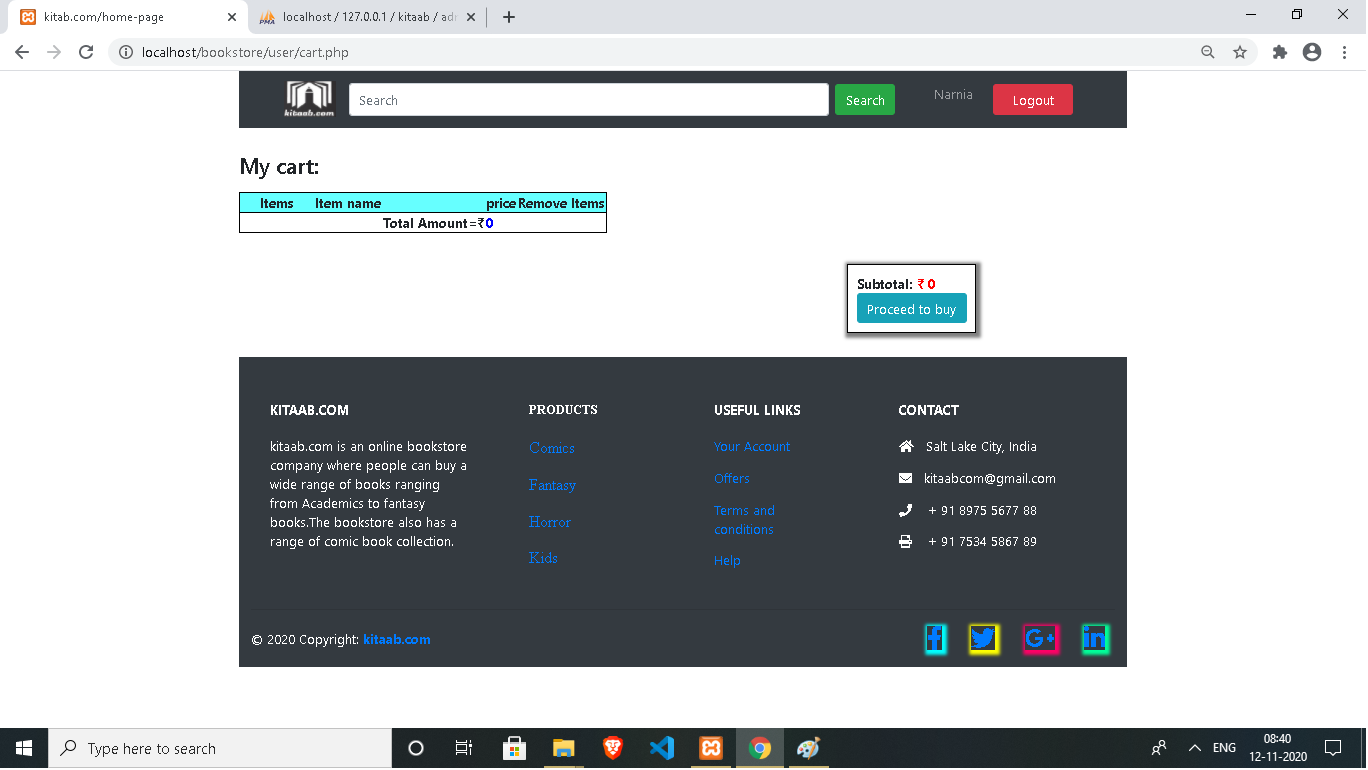 kitab.com/home-page
localhost / 127.0.0.1 / kitaab / adm
localhost/bookstore/user/cart.php
kitaab.com
Search
Search
Narnia
Logout
My cart:
Items Item name price Remove Items
Total Amount=₹0
Subtotal: ₹ 0
Proceed to buy
KITAAB.COM
kitaab.com is an online bookstore
company where people can buy a
wide range of books ranging
from Academics to fantasy
books.The bookstore also has a
range of comic book collection.
PRODUCTS
Comics
Fantasy
Horror
Kids
USEFUL LINKS
Your Account
Offers
Terms and
conditions
Help
CONTACT
Salt Lake City, India
kitaabcom@gmail.com
+ 91 8975 5677 88
+ 91 7534 5867 89
© 2020 Copyright: kitaab.com
Type here to search
ENG
08:40
12-11-2020